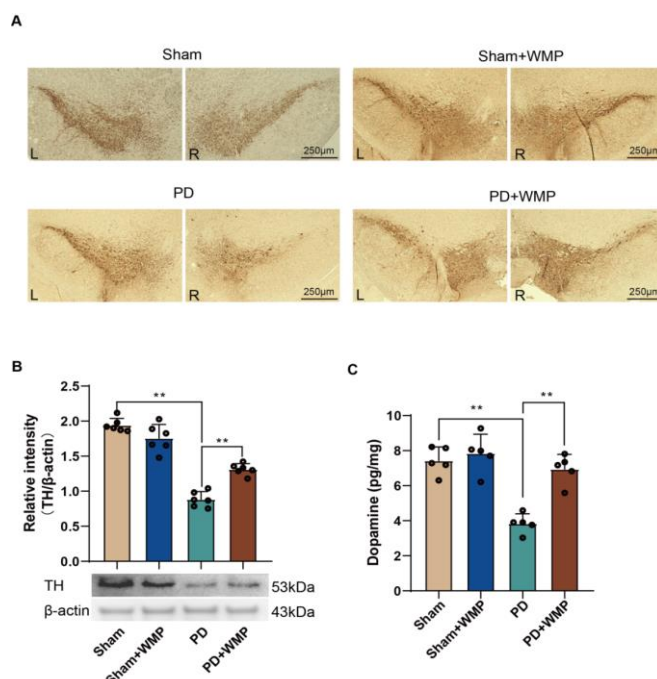 A
Sham
Sham+WMP
L
R
250μm
L
R
250μm
PD
PD+WMP
L
R
250μm
L
R
250μm
B
Relative intensity
(TH/β-actin)
2.5
2.0
1.5
1.0
0.5
0.0
**
**
TH
53kDa
β-actin
43kDa
Sham
Sham+WMP
PD
PD+WMP
C
Dopamine (pg/mg)
10
8
6
4
2
0
**
**
Sham
Sham+WMP
PD
PD+WMP